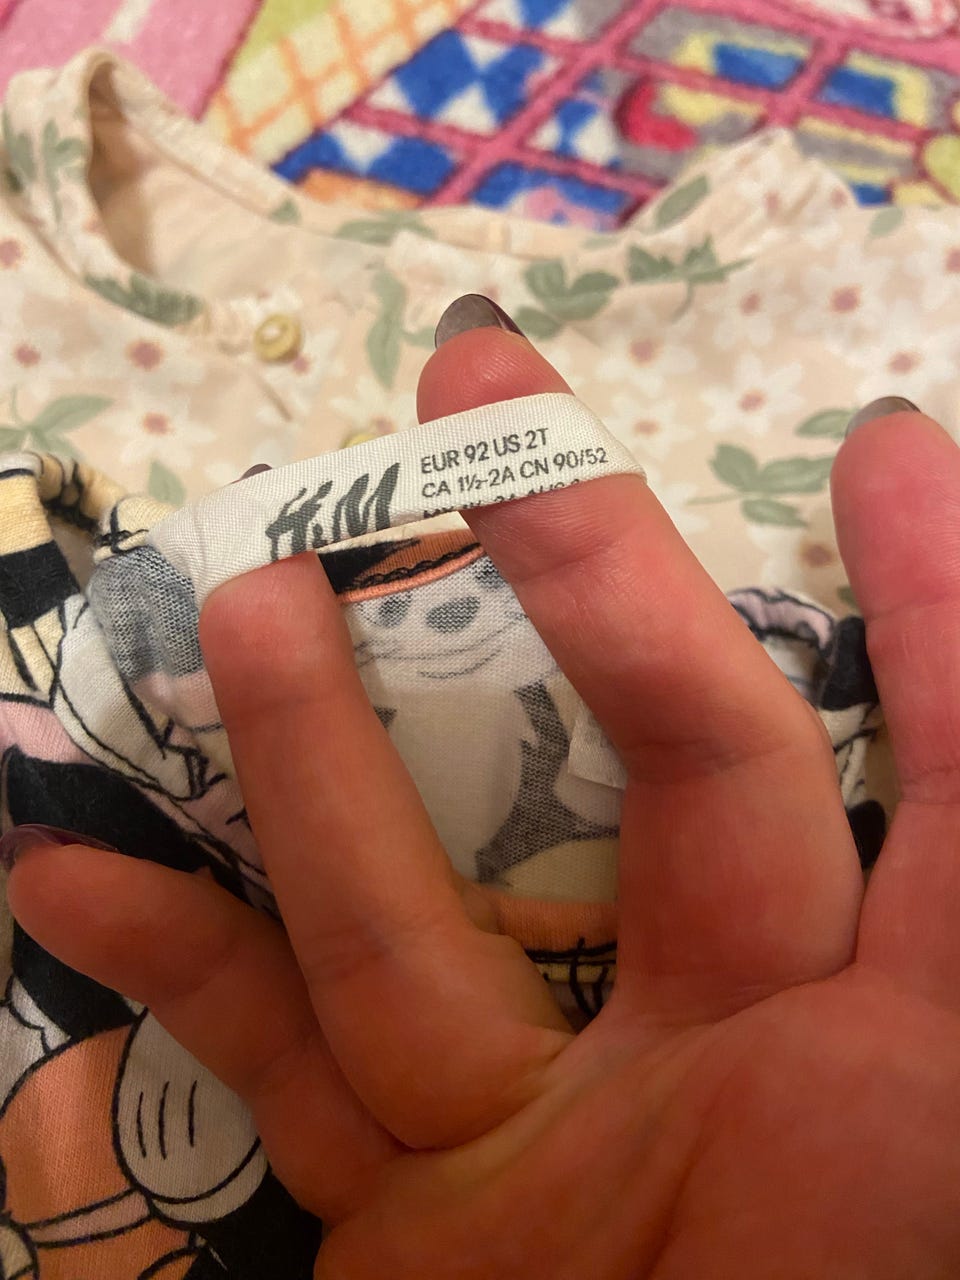 H&M
EUR 92 US 2T
CA 1½-2A CN 90/52